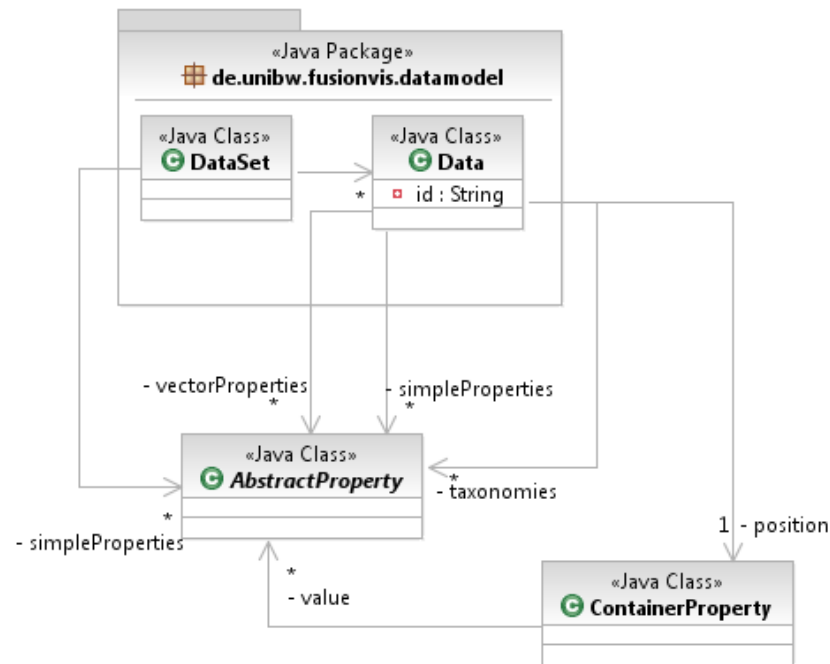 «Java Package»
de.unibw.fusionvis.datamodel
«Java Class»
DataSet
«Java Class»
Data
id : String
*
- vectorProperties
*
- simpleProperties
*
«Java Class»
AbstractProperty
*
- taxonomies
*
- simpleProperties
1 - position
*
- value
«Java Class»
ContainerProperty